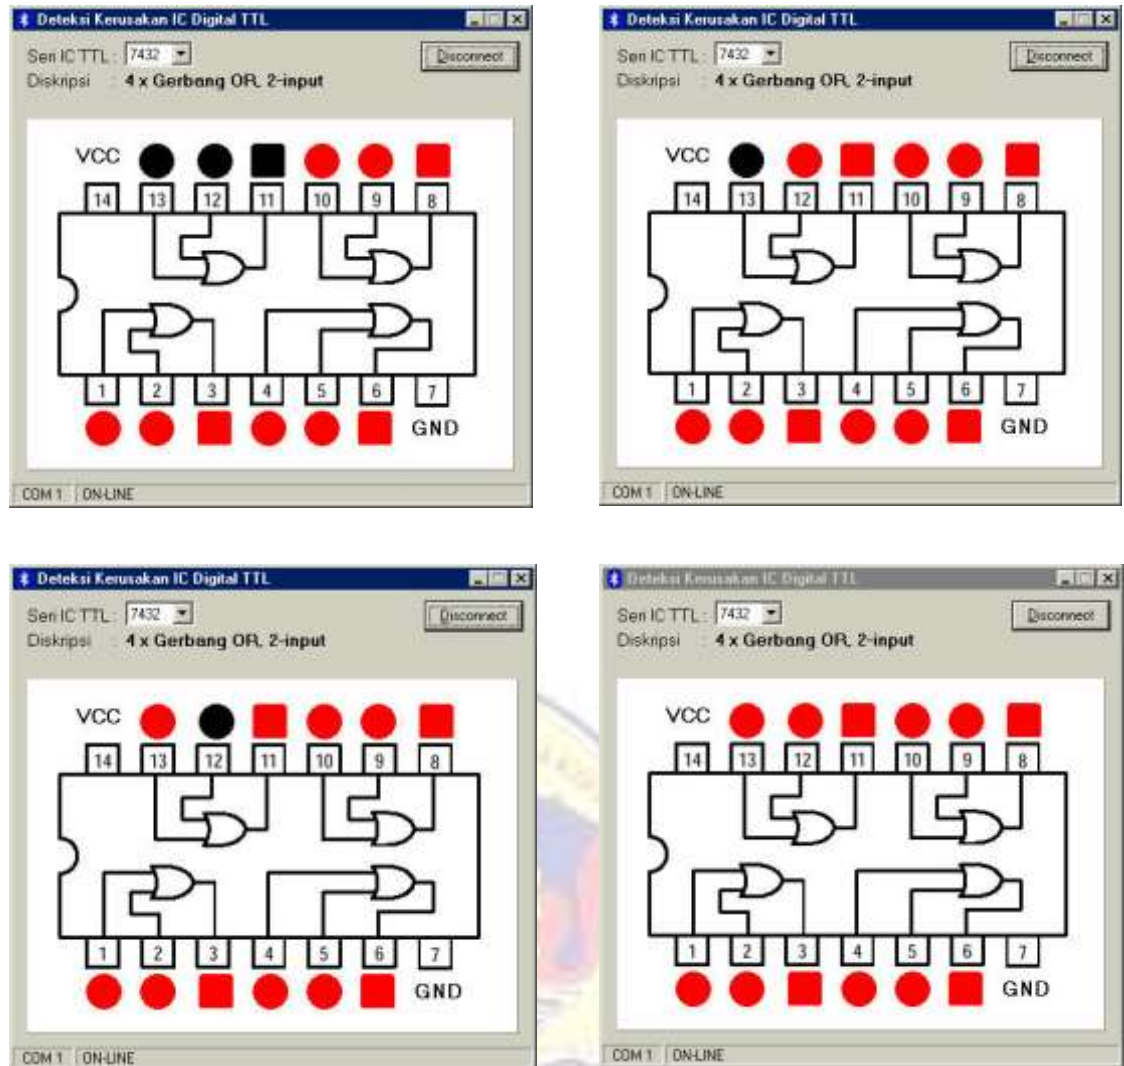 Deteksi Kerusakan IC Digital TTL
Seri IC TTL : 7432 Disconnect
Diskripsi : 4 x Gerbang OR, 2-input
VCC
14 13 12 11 10 9 8
1 2 3 4 5 6 7
GND
COM 1 ON-LINE
Deteksi Kerusakan IC Digital TTL
Seri IC TTL : 7432 Disconnect
Diskripsi : 4 x Gerbang OR, 2-input
VCC
14 13 12 11 10 9 8
1 2 3 4 5 6 7
GND
COM 1 ON-LINE
Deteksi Kerusakan IC Digital TTL
Seri IC TTL : 7432 Disconnect
Diskripsi : 4 x Gerbang OR, 2-input
VCC
14 13 12 11 10 9 8
1 2 3 4 5 6 7
GND
COM 1 ON-LINE
Deteksi Kerusakan IC Digital TTL
Seri IC TTL : 7432 Disconnect
Diskripsi : 4 x Gerbang OR, 2-input
VCC
14 13 12 11 10 9 8
1 2 3 4 5 6 7
GND
COM 1 ON-LINE